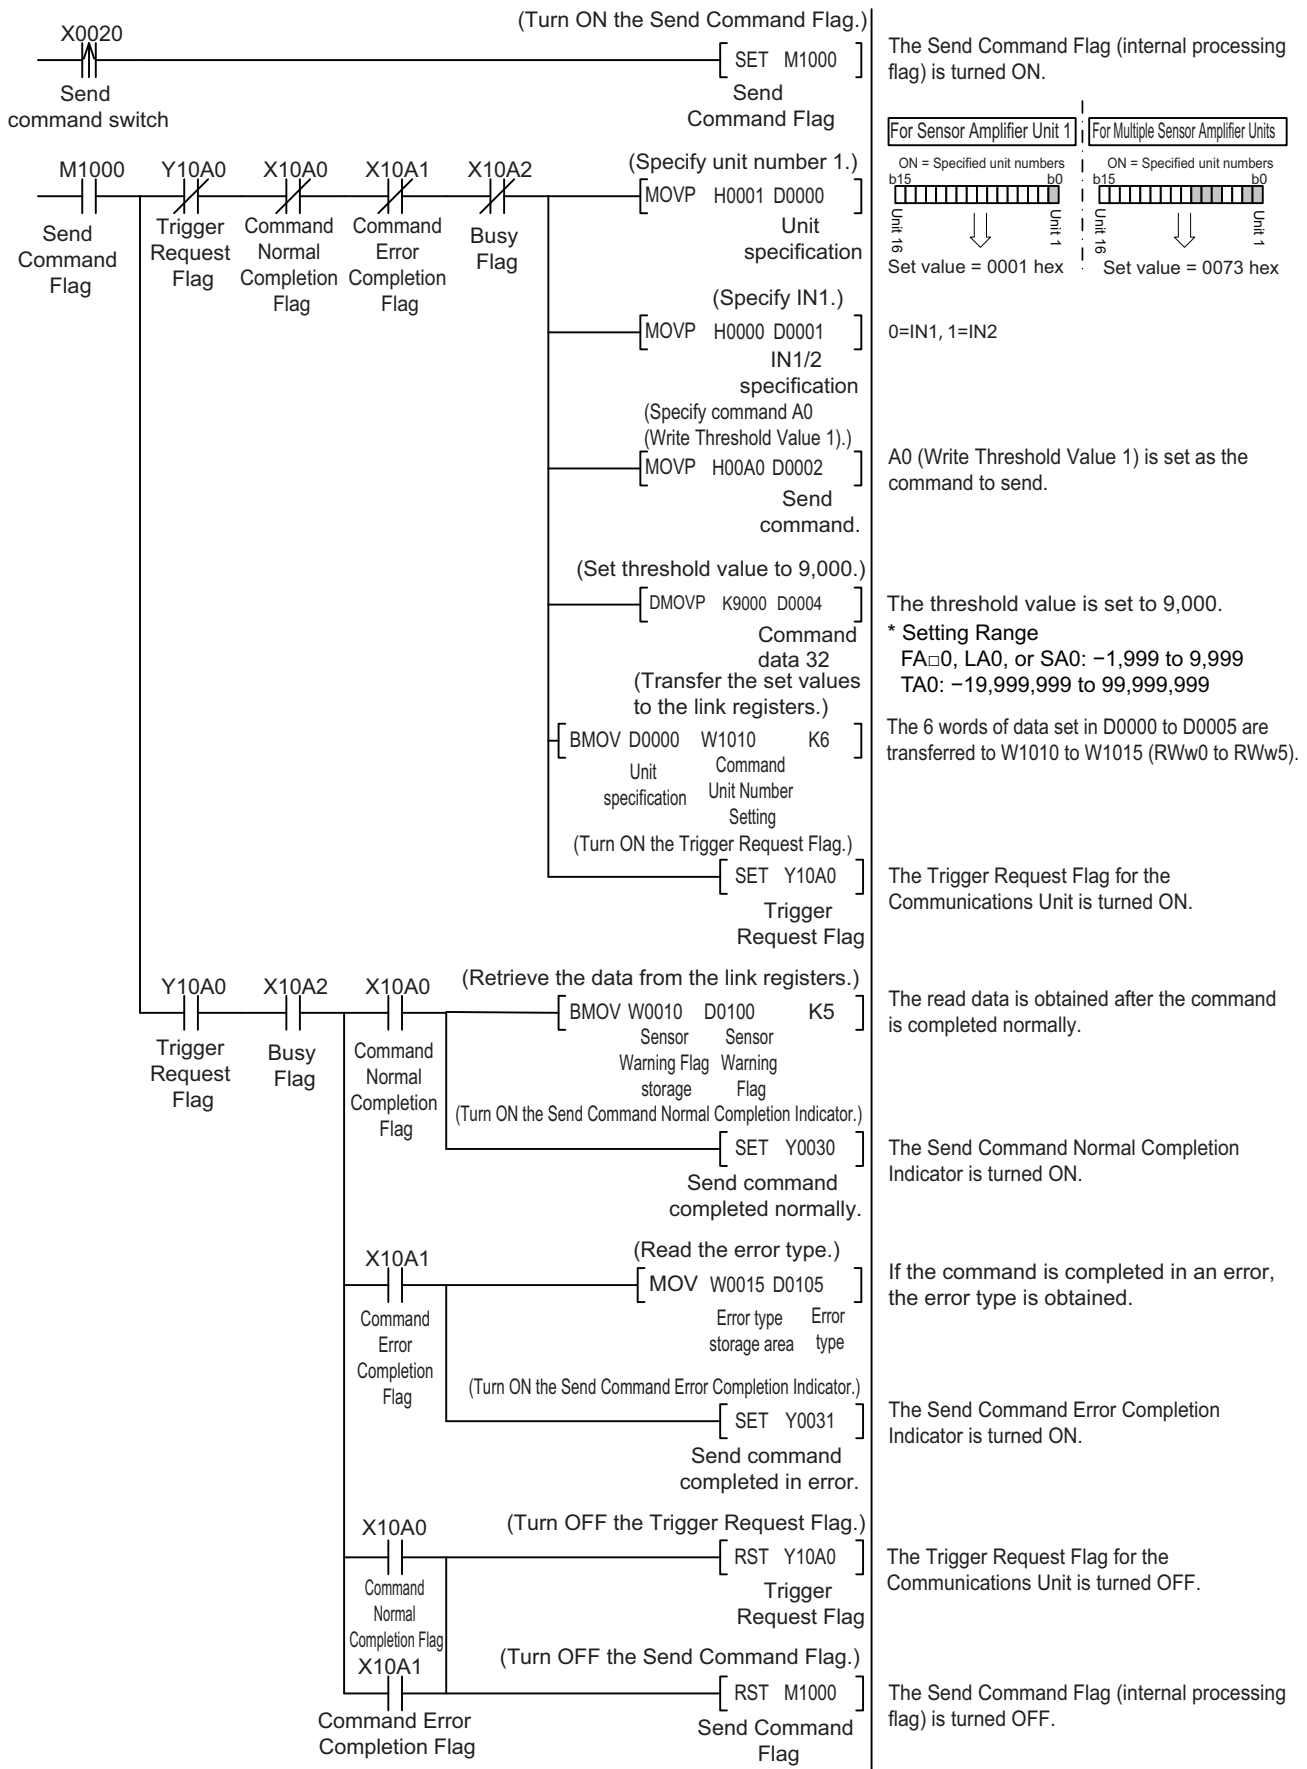 (Turn ON the Send Command Flag.)
X0020
SET M1000
Send
command switch
Send
Command Flag
The Send Command Flag (internal processing
flag) is turned ON.
For Sensor Amplifier Unit 1
For Multiple Sensor Amplifier Units
ON = Specified unit numbers
ON = Specified unit numbers
b15 b0
b15 b0
Unit 16
Unit 1
Unit 16
Unit 1
Set value = 0001 hex
Set value = 0073 hex
M1000 Y10A0 X10A0 X10A1 X10A2
Send
Command
Flag
Trigger
Request
Flag
Command
Normal
Completion
Flag
Command
Error
Completion
Flag
Busy
Flag
(Specify unit number 1.)
MOVP H0001 D0000
Unit
specification
(Specify IN1.)
MOVP H0000 D0001
IN1/2
specification
0=IN1, 1=IN2
(Specify command A0
(Write Threshold Value 1).)
MOVP H00A0 D0002
Send
command.
A0 (Write Threshold Value 1) is set as the
command to send.
(Set threshold value to 9,000.)
DMOVP K9000 D0004
Command
data 32
The threshold value is set to 9,000.
* Setting Range
FA□0, LA0, or SA0: −1,999 to 9,999
TA0: −19,999,999 to 99,999,999
(Transfer the set values
to the link registers.)
BMOV D0000 W1010 K6
Unit
specification
Command
Unit Number
Setting
The 6 words of data set in D0000 to D0005 are
transferred to W1010 to W1015 (RWw0 to RWw5).
(Turn ON the Trigger Request Flag.)
SET Y10A0
Trigger
Request Flag
The Trigger Request Flag for the
Communications Unit is turned ON.
Y10A0 X10A2 X10A0
Trigger
Request
Flag
Busy
Flag
Command
Normal
Completion
Flag
(Retrieve the data from the link registers.)
BMOV W0010 D0100 K5
Sensor
Warning Flag
storage
Sensor
Warning
Flag
The read data is obtained after the command
is completed normally.
(Turn ON the Send Command Normal Completion Indicator.)
SET Y0030
Send command
completed normally.
The Send Command Normal Completion
Indicator is turned ON.
X10A1
Command
Error
Completion
Flag
(Read the error type.)
MOV W0015 D0105
Error type
storage area
Error
type
If the command is completed in an error,
the error type is obtained.
(Turn ON the Send Command Error Completion Indicator.)
SET Y0031
Send command
completed in error.
The Send Command Error Completion
Indicator is turned ON.
X10A0
Command
Normal
Completion Flag
(Turn OFF the Trigger Request Flag.)
RST Y10A0
Trigger
Request Flag
The Trigger Request Flag for the
Communications Unit is turned OFF.
X10A1
Command Error
Completion Flag
(Turn OFF the Send Command Flag.)
RST M1000
Send Command
Flag
The Send Command Flag (internal processing
flag) is turned OFF.